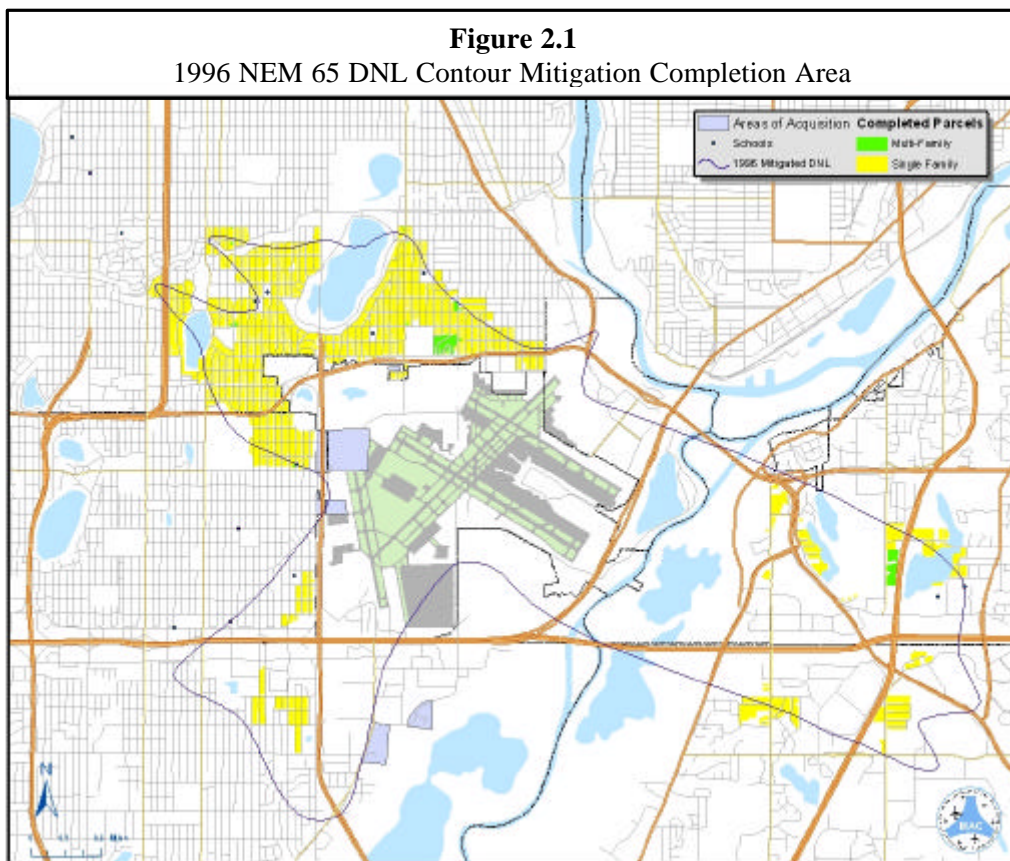 Figure 2.1
1996 NEM 65 DNL Contour Mitigation Completion Area
Areas of Acquisition Completed Parcels
Schools Multi-Family
1996 Mitigated DNL Single Family
N
MAC